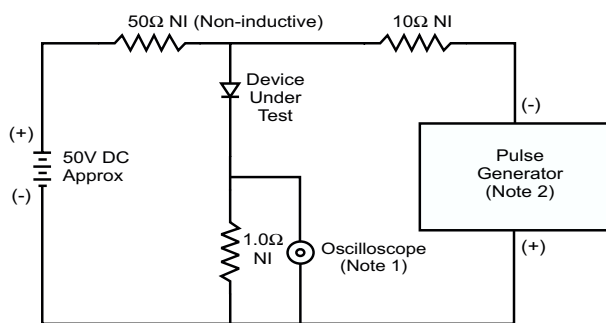 50Ω NI (Non-inductive)
10Ω NI
Device
Under
Test
(+)
50V DC
Approx
(-)
(-)
Pulse
Generator
(Note 2)
(+)
1.0Ω
NI
Oscilloscope
(Note 1)